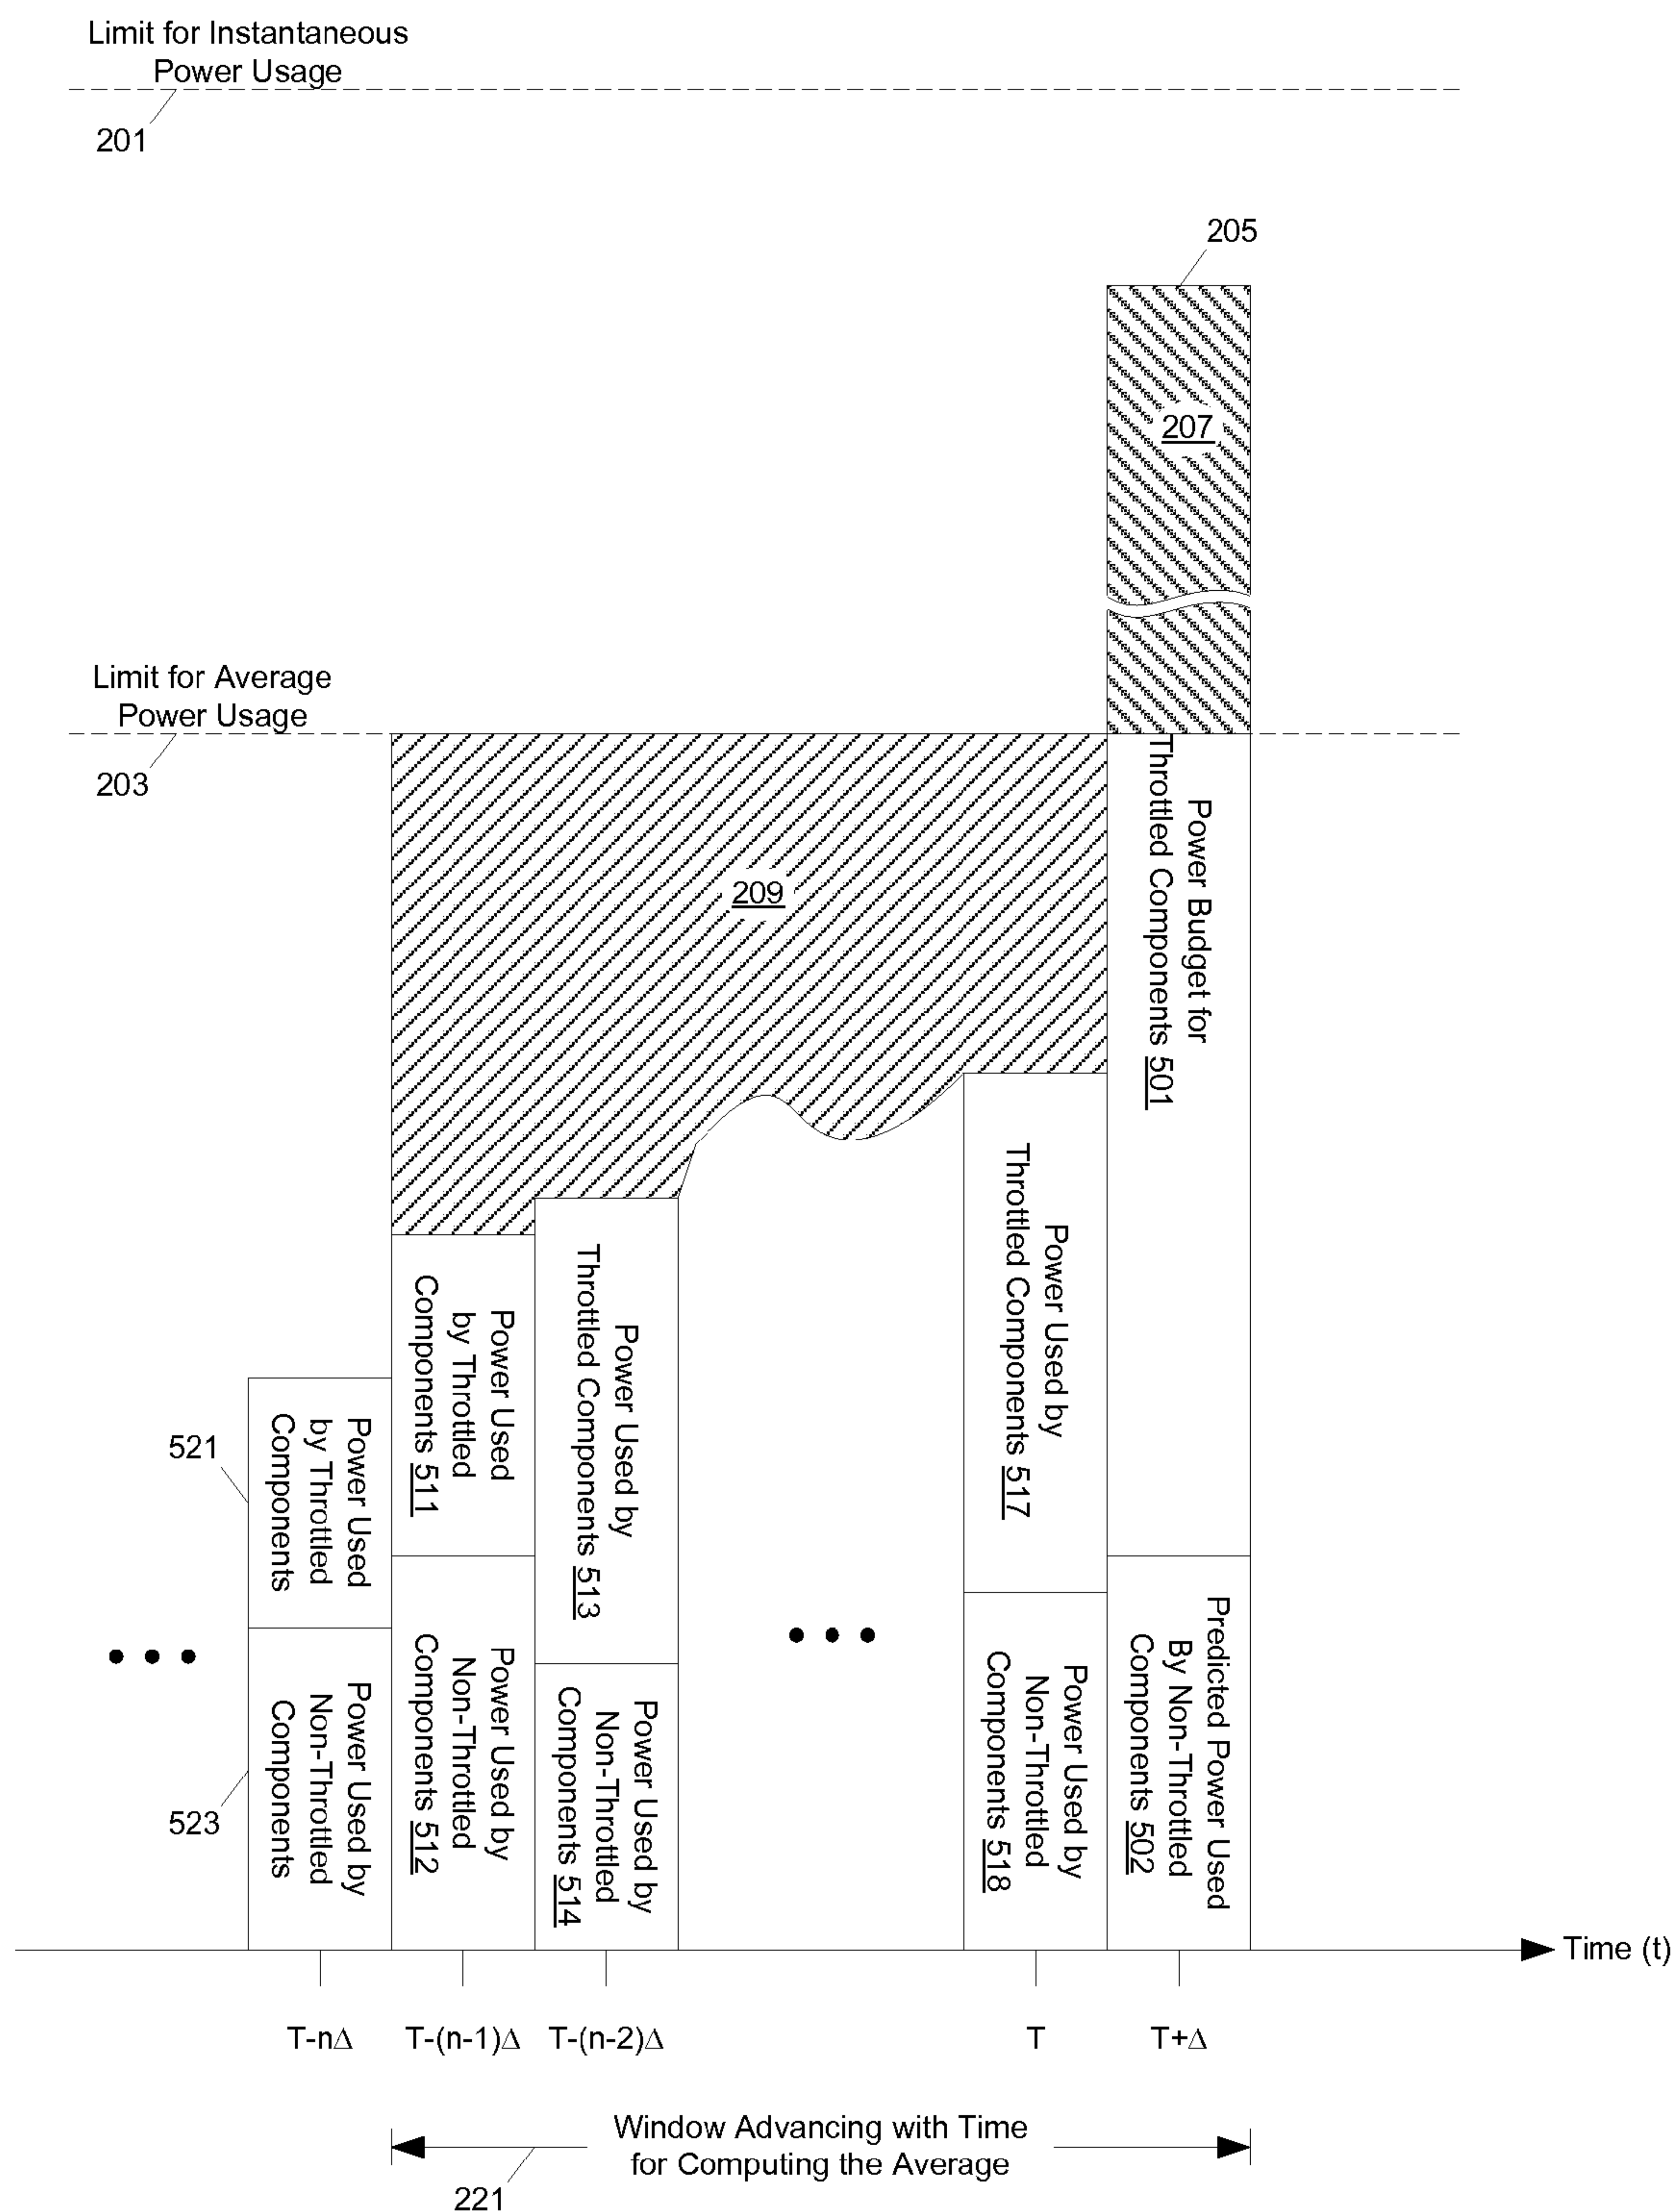 Limit for Instantaneous
Power Usage
201
205
207
Limit for Average
Power Usage
203
209
Power Budget for
Throttled Components 501
Predicted Power Used
By Non-Throttled
Components 502
Power Used by
Throttled Components 517
Power Used by
Non-Throttled
Components 518
Power Used by
Throttled Components 513
Power Used by
Non-Throttled
Components 514
Power Used
by Throttled
Components 511
Power Used by
Non-Throttled
Components 512
521
Power Used
by Throttled
Components
523
Power Used by
Non-Throttled
Components
Time (t)
T-nΔ
T-(n-1)Δ
T-(n-2)Δ
T
T+Δ
Window Advancing with Time
for Computing the Average
221